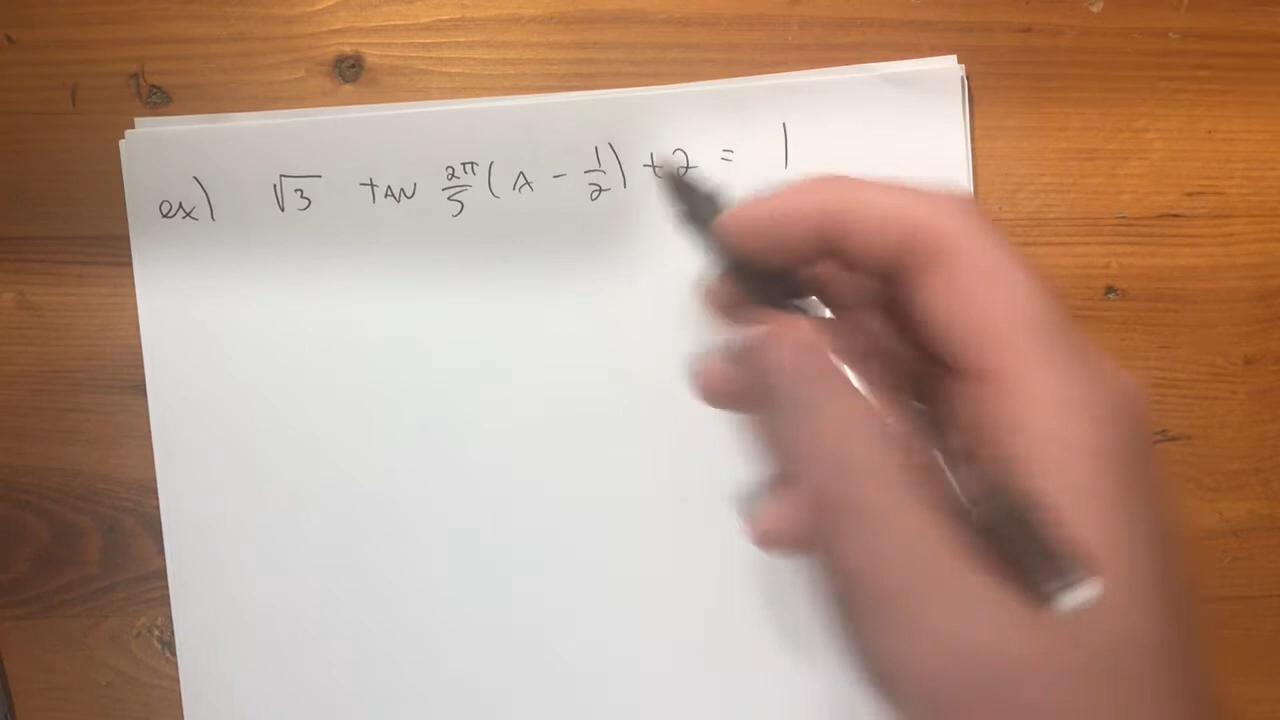 ex) √3 tan 2π/5 (A - 1/2) + 2 = 1